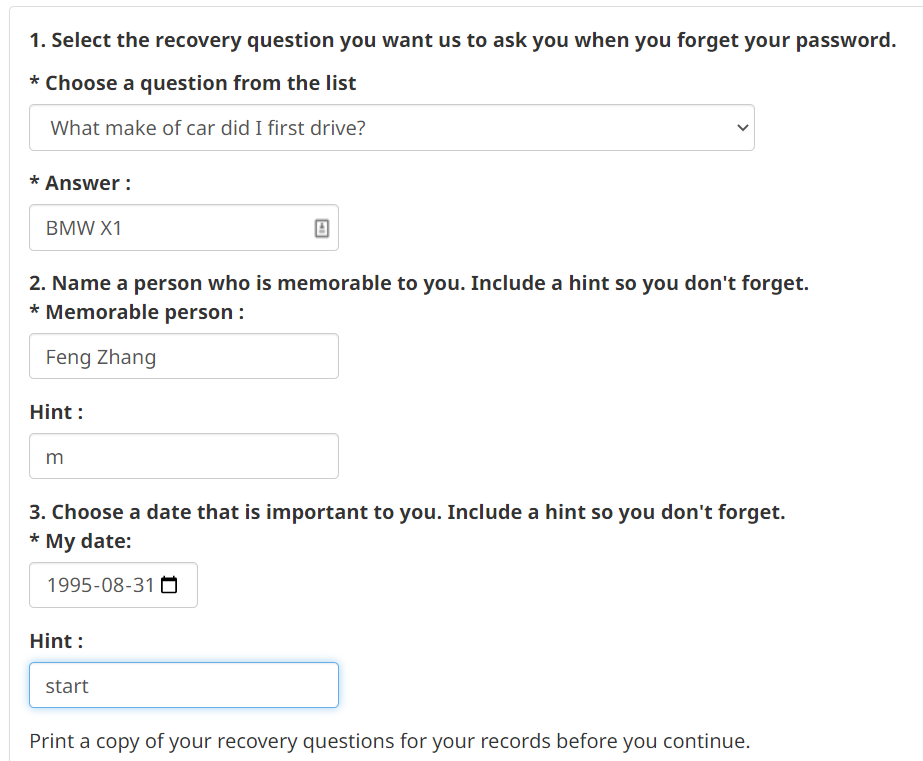 1. Select the recovery question you want us to ask you when you forget your password.
* Choose a question from the list
What make of car did I first drive?
* Answer :
BMW X1
2. Name a person who is memorable to you. Include a hint so you don't forget.
* Memorable person :
Feng Zhang
Hint :
m
3. Choose a date that is important to you. Include a hint so you don't forget.
* My date:
1995-08-31
Hint :
start
Print a copy of your recovery questions for your records before you continue.